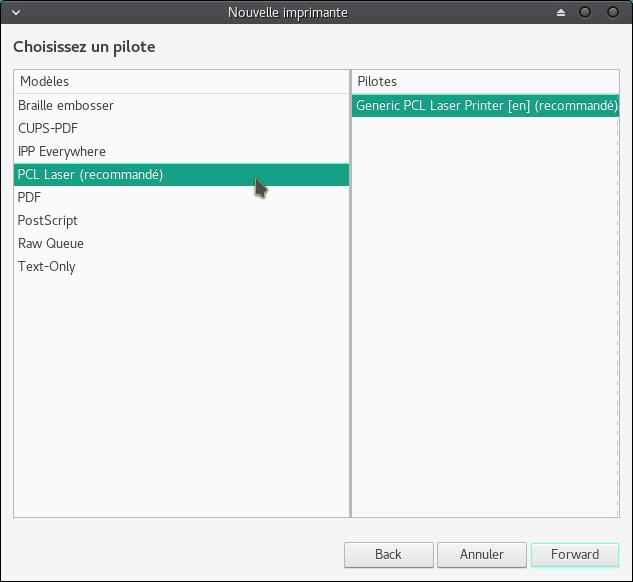 Nouvelle imprimante
Choisissez un pilote
Modèles
Braille embosser
CUPS-PDF
IPP Everywhere
PCL Laser (recommandé)
PDF
PostScript
Raw Queue
Text-Only
Pilotes
Generic PCL Laser Printer [en] (recommandé)
Back
Annuler
Forward